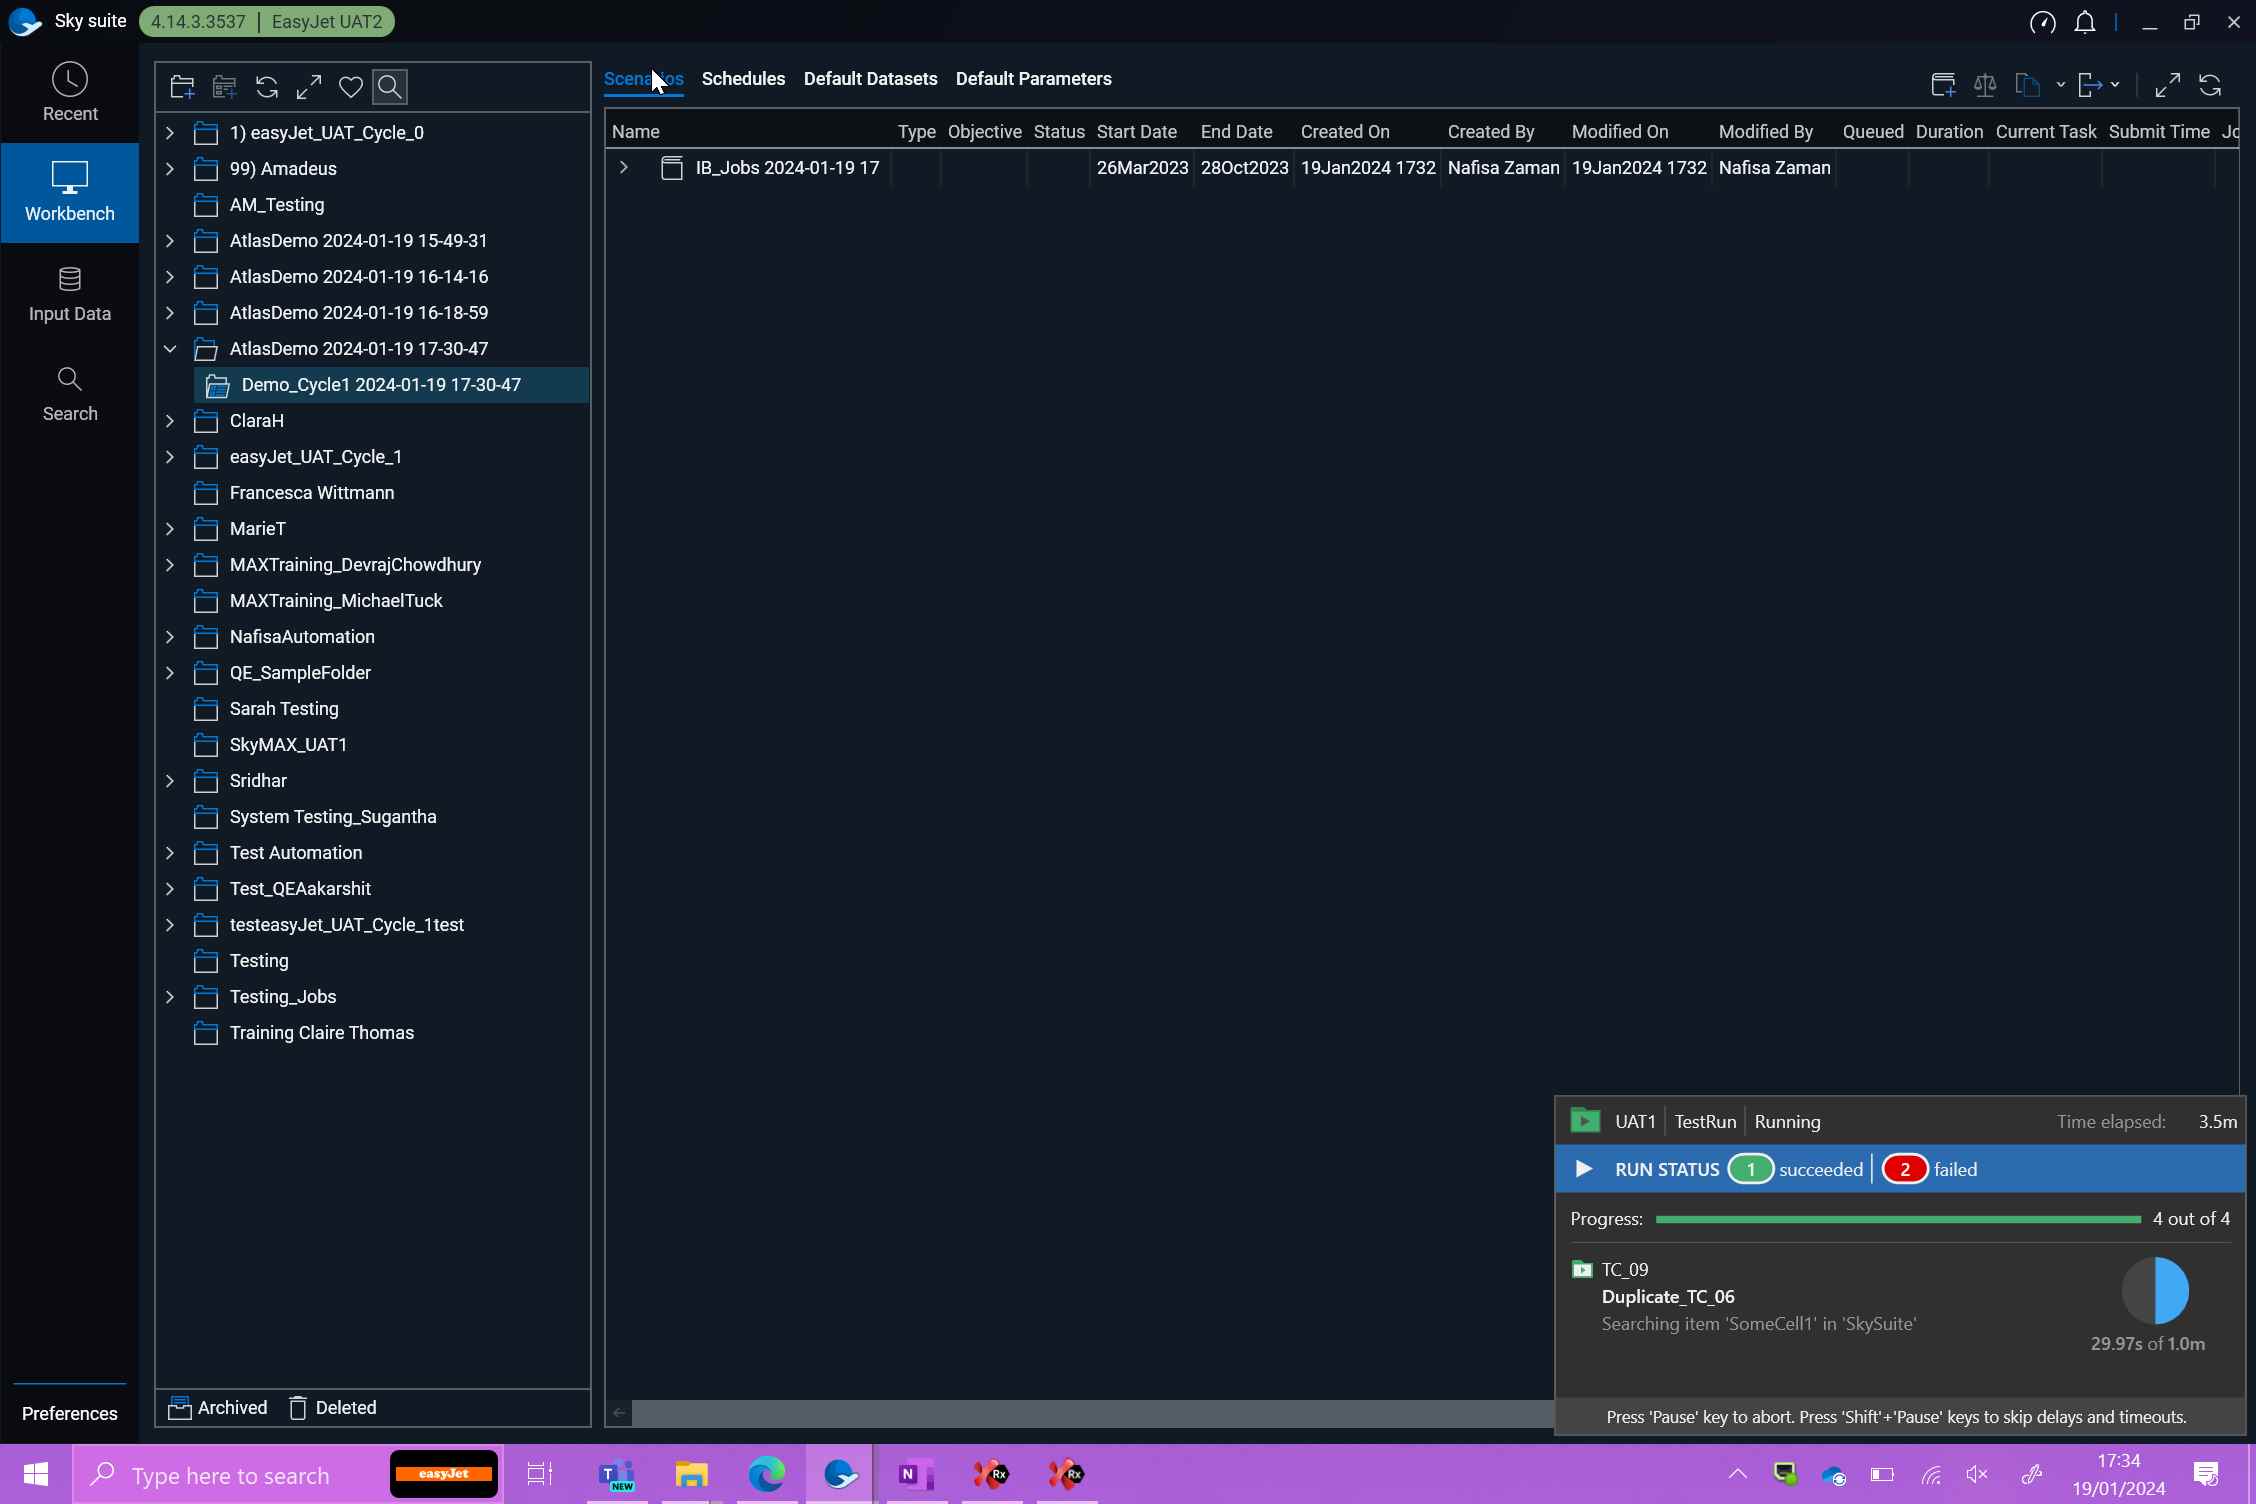 Sky suite 4.14.3.3537 | EasyJet UAT2
Recent
Workbench
Input Data
Search
Preferences
1) easyJet_UAT_Cycle_0
99) Amadeus
AM_Testing
AtlasDemo 2024-01-19 15-49-31
AtlasDemo 2024-01-19 16-14-16
AtlasDemo 2024-01-19 16-18-59
AtlasDemo 2024-01-19 17-30-47
Demo_Cycle1 2024-01-19 17-30-47
ClaraH
easyJet_UAT_Cycle_1
Francesca Wittmann
MarieT
MAXTraining_DevrajChowdhury
MAXTraining_MichaelTuck
NafisaAutomation
QE_SampleFolder
Sarah Testing
SkyMAX_UAT1
Sridhar
System Testing_Sugantha
Test Automation
Test_QEAakarshit
testeasyJet_UAT_Cycle_1test
Testing
Testing_Jobs
Training Claire Thomas
Archived Deleted
Scenarios Schedules Default Datasets Default Parameters
Name Type Objective Status Start Date End Date Created On Created By Modified On Modified By Queued Duration Current Task Submit Time Jo
IB_Jobs 2024-01-19 17 26Mar2023 28Oct2023 19Jan2024 1732 Nafisa Zaman 19Jan2024 1732 Nafisa Zaman
UAT1 | TestRun | Running Time elapsed: 3.5m
RUN STATUS 1 succeeded | 2 failed
Progress: 4 out of 4
TC_09
Duplicate_TC_06
Searching item 'SomeCell1' in 'SkySuite'
29.97s of 1.0m
Press 'Pause' key to abort. Press 'Shift'+'Pause' keys to skip delays and timeouts.
Type here to search
easyJet
T
NEW
N
Rx
Rx
17:34
19/01/2024